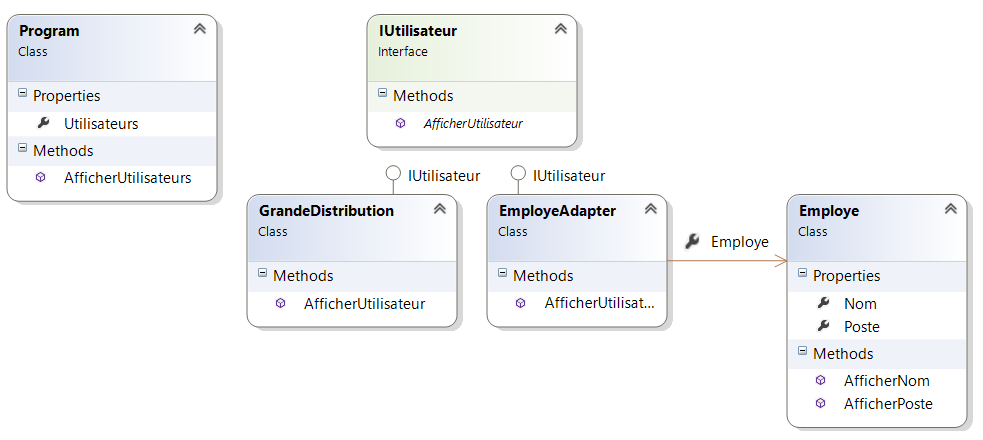 Program
Class
Properties
Utilisateurs
Methods
AfficherUtilisateurs
IUtilisateur
Interface
Methods
AfficherUtilisateur
IUtilisateur
GrandeDistribution
Class
Methods
AfficherUtilisateur
IUtilisateur
EmployeAdapter
Class
Methods
AfficherUtilisat...
Employe
Employe
Class
Properties
Nom
Poste
Methods
AfficherNom
AfficherPoste